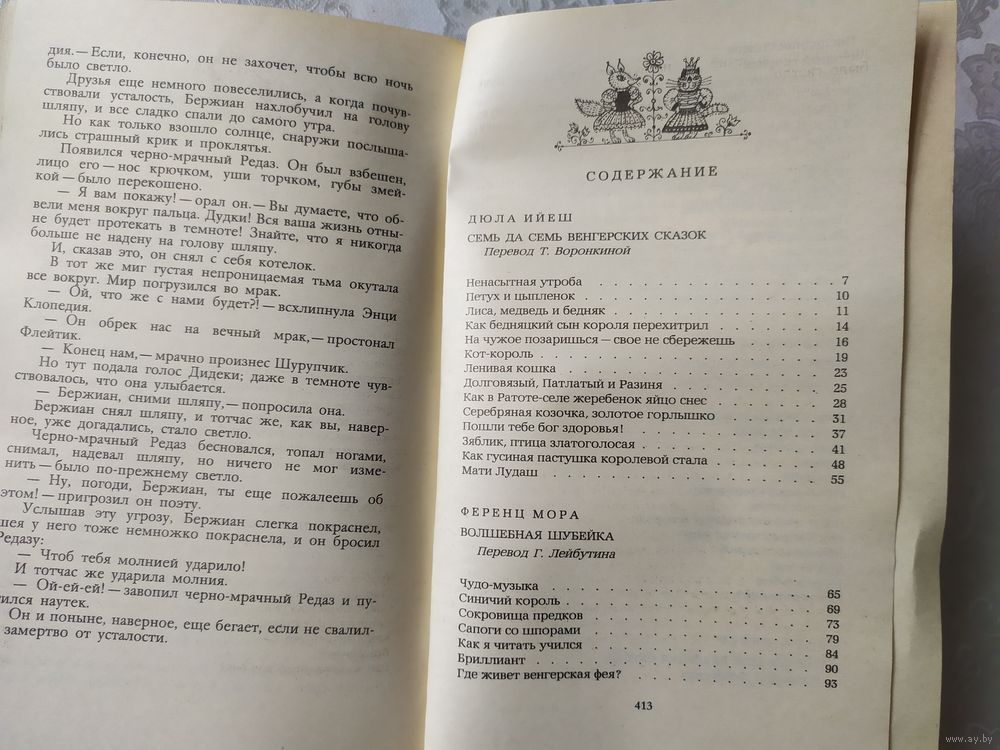 дия.— Если, конечно, он не захочет, чтобы всю ночь
было светло.
Друзья еще немного повеселились, а когда почув-
ствовали усталость, Бержиан нахлобучил на голову
шляпу, и все сладко спали до самого утра.
Но как только взошло солнце, снаружи послыша-
лись страшный крик и проклятья.
Появился черно-мрачный Редаз. Он был взбешен,
лицо его — нос крючком, уши торчком, губы змей-
кой — было перекошено.
— Я вам покажу! — орал он.— Вы думаете, что об-
вели меня вокруг пальца. Дудки! Вся ваша жизнь отны-
не будет протекать в темноте! Знайте, что я никогда
больше не надену на голову шляпу.
И, сказав это, он снял с себя котелок.
В тот же миг густая непроницаемая тьма окутала
все вокруг. Мир погрузился во мрак.
— Ой, что же с нами будет?! — всхлипнула Энци
Клопедия.
— Он обрек нас на вечный мрак,— простонал
Флейтик.
— Конец нам,— мрачно произнес Шурупчик.
Но тут подала голос Дидеки; даже в темноте чув-
ствовалось, что она улыбается.
— Бержиан, сними шляпу,— попросила она.
Бержиан снял шляпу, и тотчас же, как вы, навер-
ное, уже догадались, стало светло.
Черно-мрачный Редаз бесновался, топал ногами,
снимал, надевал шляпу, но ничего не мог изме-
нить — было по-прежнему светло.
— Ну, погоди, Бержиан, ты еще пожалеешь об
этом! — пригрозил он поэту.
Услышав эту угрозу, Бержиан слегка покраснел,
шея у него тоже немножко покраснела, и он бросил
Редазу:
— Чтоб тебя молнией ударило!
И тотчас же ударила молния.
— Ой-ей-ей! — завопил черно-мрачный Редаз и пу-
тился наутек.
Он и поныне, наверное, еще бегает, если не свалил-
замертво от усталости.
СОДЕРЖАНИЕ
ДЮЛА ИЙЕШ
СЕМЬ ДА СЕМЬ ВЕНГЕРСКИХ СКАЗОК
Перевод Т. Воронкиной
Ненасытная утроба 7
Петух и цыпленок 10
Лиса, медведь и бедняк 11
Как бедняцкий сын короля перехитрил 14
На чужое позаришься — свое не сбережешь 16
Кот-король 19
Ленивая кошка 23
Долговязый, Патлатый и Разиня 25
Как в Ратоте-селе жеребенок яйцо снес 28
Серебряная козочка, золотое горлышко 31
Пошли тебе бог здоровья! 37
Зяблик, птица златоголосая 41
Как гусиная пастушка королевой стала 48
Мати Лудаш 55
ФЕРЕНЦ МОРА
ВОЛШЕБНАЯ ШУБЕЙКА
Перевод Г. Лейбутина
Чудо-музыка 65
Синичий король 69
Сокровища предков 73
Сапоги со шпорами 79
Как я читать учился 84
Бриллиант 90
Где живет венгерская фея? 93
413
www.ay.by